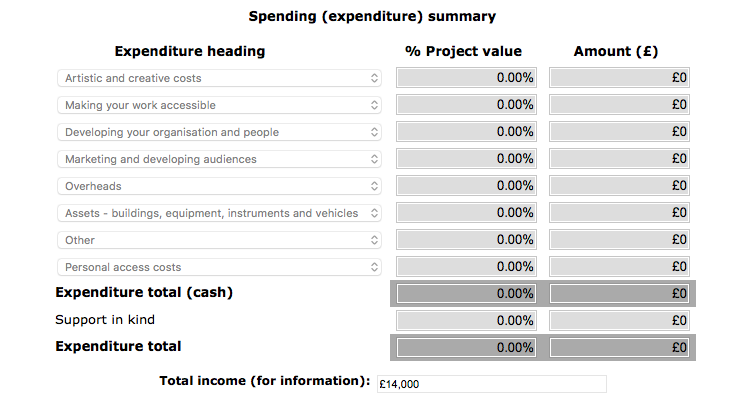 Spending (expenditure) summary
Expenditure heading % Project value Amount (£)
Artistic and creative costs 0.00% £0
Making your work accessible 0.00% £0
Developing your organisation and people 0.00% £0
Marketing and developing audiences 0.00% £0
Overheads 0.00% £0
Assets - buildings, equipment, instruments and vehicles 0.00% £0
Other 0.00% £0
Personal access costs 0.00% £0
Expenditure total (cash) 0.00% £0
Support in kind 0.00% £0
Expenditure total 0.00% £0
Total income (for information): £14,000